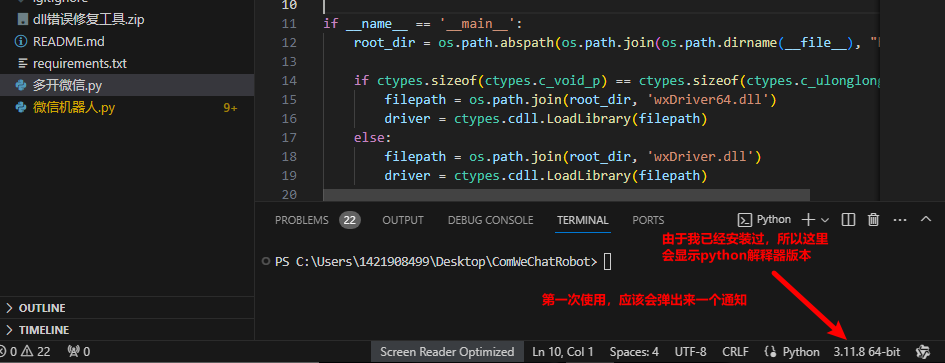 10
dll错误修复工具.zip
README.md
requirements.txt
多开微信.py
微信机器人.py 9+
11 if __name__ == '__main__':
12 root_dir = os.path.abspath(os.path.join(os.path.dirname(__file__), "
13
14 if ctypes.sizeof(ctypes.c_void_p) == ctypes.sizeof(ctypes.c_ulonglong
15 filepath = os.path.join(root_dir, 'wxDriver64.dll')
16 driver = ctypes.cdll.LoadLibrary(filepath)
17 else:
18 filepath = os.path.join(root_dir, 'wxDriver.dll')
19 driver = ctypes.cdll.LoadLibrary(filepath)
20
PROBLEMS 22 OUTPUT DEBUG CONSOLE TERMINAL PORTS Python
由于我已经安装过，所以这里
会显示python解释器版本
PS C:\Users\1421908499\Desktop\ComWeChatRobot>
第一次使用，应该会弹出来一个通知
OUTLINE
TIMELINE
0 22 0 Screen Reader Optimized Ln 10, Col 1 Spaces: 4 UTF-8 CRLF Python 3.11.8 64-bit